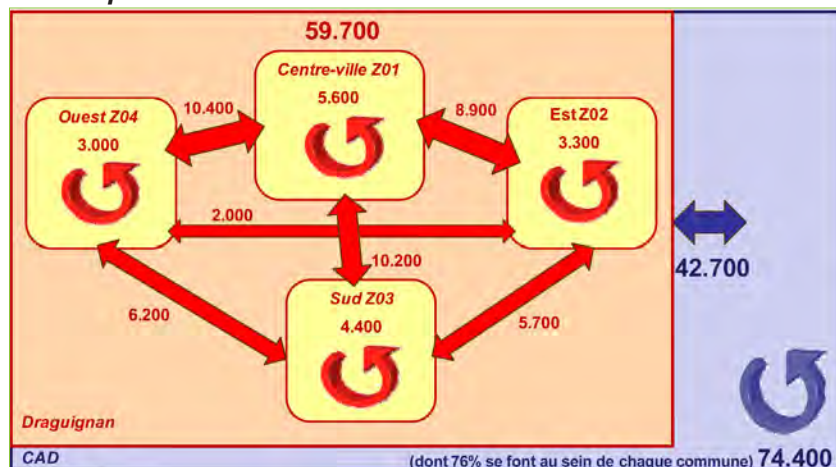 59.700
Centre-ville Z01
5.600
10.400
8.900
Ouest Z04
3.000
Est Z02
3.300
2.000
10.200
42.700
6.200
Sud Z03
4.400
5.700
Draguignan
CAD
(dont 76% se font au sein de chaque commune) 74.400